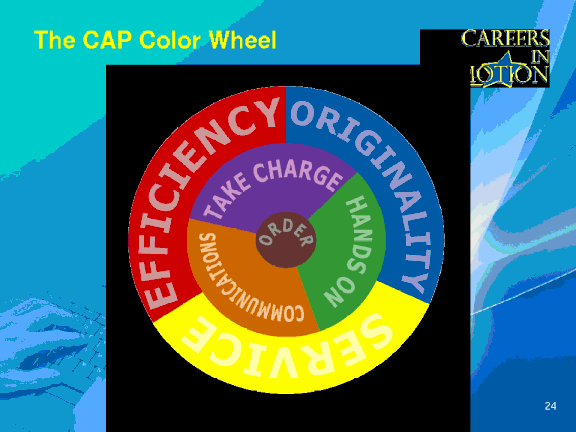 The CAP Color Wheel
CAREERS
IN
MOTION
EFFICIENCY
ORIGINALITY
TAKE CHARGE
HANDS ON
ORDER
COMMUNICATIONS
SERVICE
24